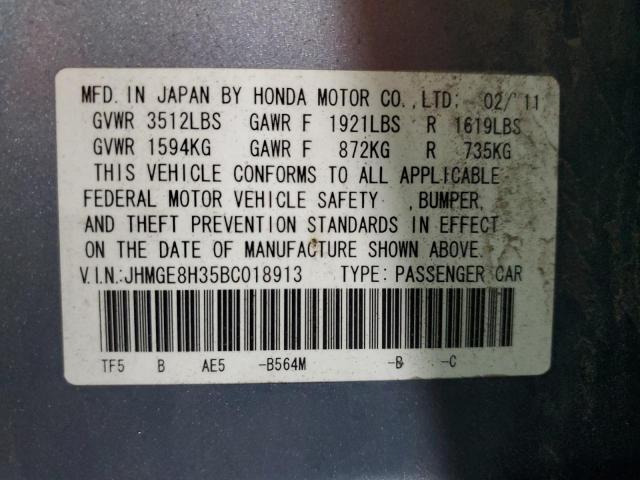 MFD. IN JAPAN BY HONDA MOTOR CO., LTD; 02/'11
GVWR 3512LBS GAWR F 1921LBS R 1619LBS
GVWR 1594KG GAWR F 872KG R 735KG
THIS VEHICLE CONFORMS TO ALL APPLICABLE
FEDERAL MOTOR VEHICLE SAFETY , BUMPER,
AND THEFT PREVENTION STANDARDS IN EFFECT
ON THE DATE OF MANUFACTURE SHOWN ABOVE.
V.I.N.:JHMGE8H35BC018913 TYPE: PASSENGER CAR
TF5 B AE5 -B564M -B -C